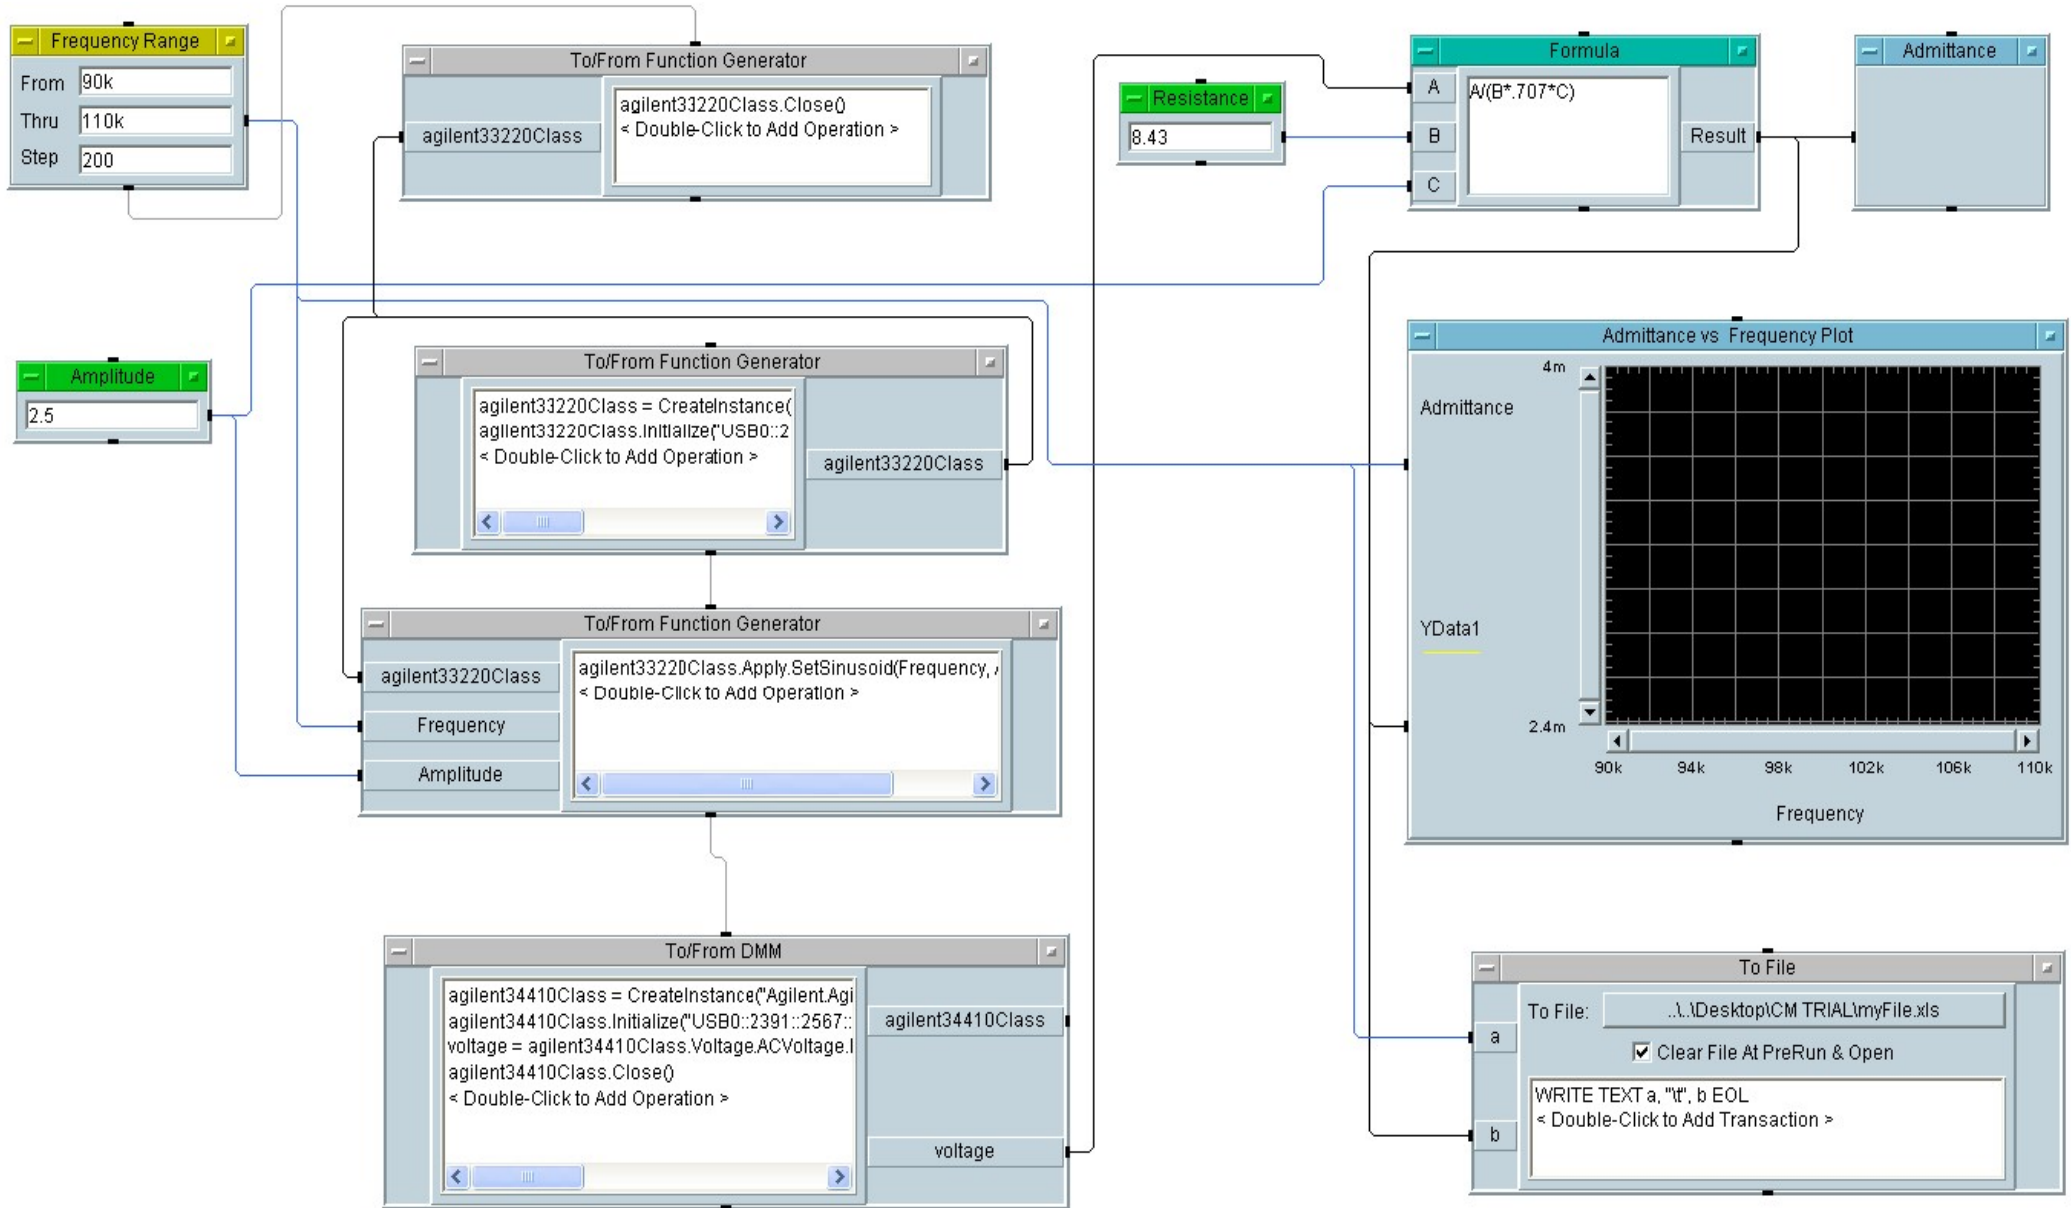 Frequency Range
From 90k
Thru 110k
Step 200
To/From Function Generator
agilent33220Class
agilent33220Class.Close()
< Double-Click to Add Operation >
Resistance
8.43
Formula
A
B
C
A/(B*.707*C)
Result
Admittance
Amplitude
2.5
To/From Function Generator
agilent33220Class = CreateInstance(
agilent33220Class.Initialize("USB0::2
< Double-Click to Add Operation >
agilent33220Class
To/From Function Generator
agilent33220Class
Frequency
Amplitude
agilent33220Class.Apply.SetSinusoid(Frequency,
< Double-Click to Add Operation >
To/From DMM
agilent34410Class = CreateInstance("Agilent.Agi
agilent34410Class.Initialize("USB0::2391::2567::
voltage = agilent34410Class.Voltage.ACVoltage.
agilent34410Class.Close()
< Double-Click to Add Operation >
agilent34410Class
voltage
Admittance vs Frequency Plot
Admittance
YData1
4m
2.4m
90k 94k 98k 102k 106k 110k
Frequency
To File
a
b
To File: ..\..\Desktop\CM TRIAL\myFile.xls
Clear File At PreRun & Open
WRITE TEXT a, "\t", b EOL
< Double-Click to Add Transaction >